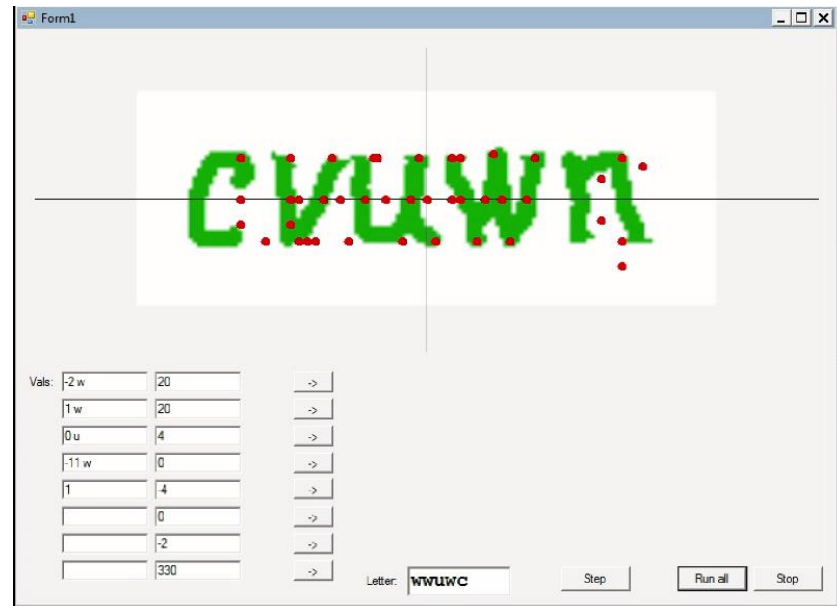 Form1
cvuwn
Vals: -2 w 20 ->
1 w 20 ->
0 u 4 ->
-11 w 0 ->
1 -4 ->
0 ->
-2 ->
330 ->
Letter: wwuwc Step Run all Stop